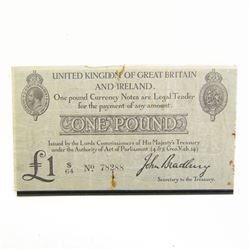 UNITED KINGDOM OF GREAT BRITAIN
AND IRELAND.
One pound Currency Notes are Legal Tender
for the payment of any amount.
ONE POUND
Issued by the Lords Commissioners of His Majesty's Treasury
under the Authority of Act of Parliament (4 & 5 Geo.V.ch.14)
£1 S/64 No 78288 John Bradbury
Secretary to the Treasury.